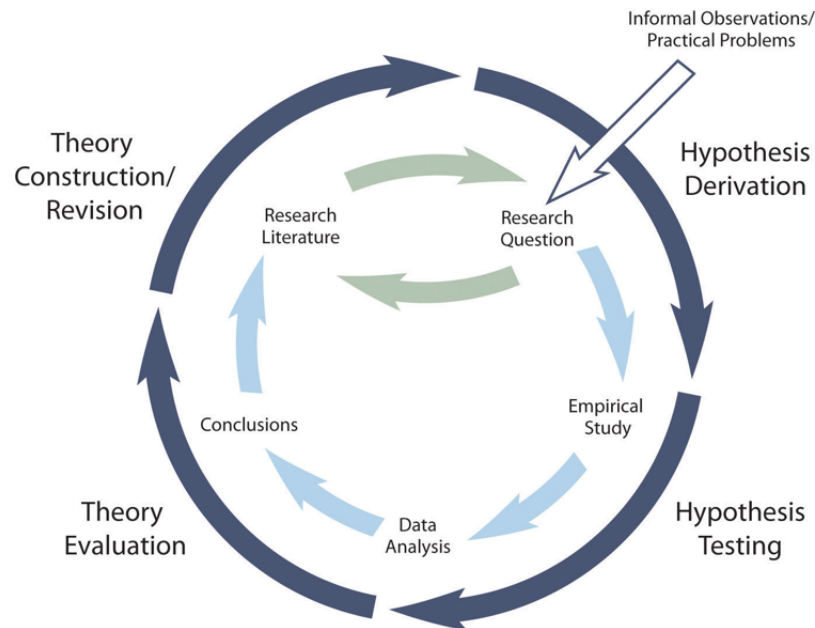 Informal Observations/
Practical Problems
Theory
Construction/
Revision
Hypothesis
Derivation
Research
Literature
Research
Question
Conclusions
Empirical
Study
Theory
Evaluation
Data
Analysis
Hypothesis
Testing